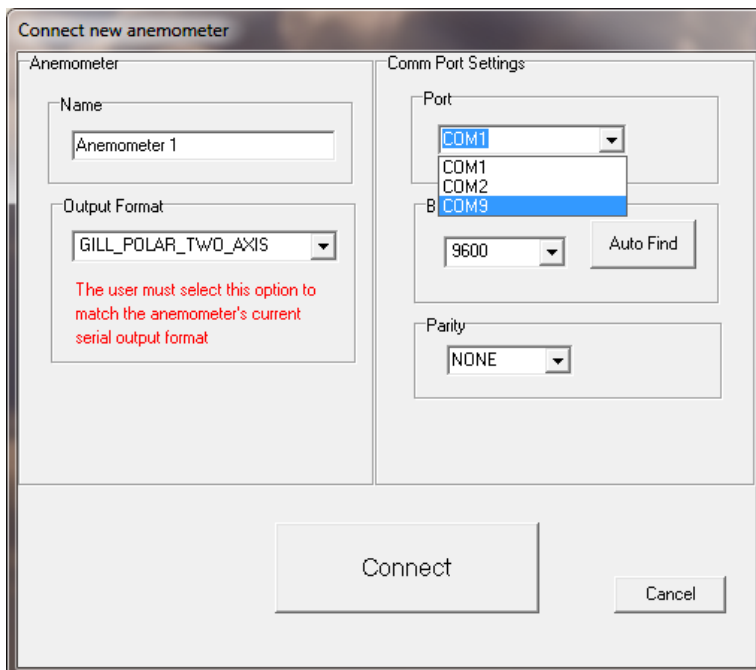 Connect new anemometer
Anemometer
Name
Anemometer 1
Output Format
GILL_POLAR_TWO_AXIS
The user must select this option to
match the anemometer's current
serial output format
Comm Port Settings
Port
COM1
COM1
COM2
COM9
B
9600
Auto Find
Parity
NONE
Connect
Cancel